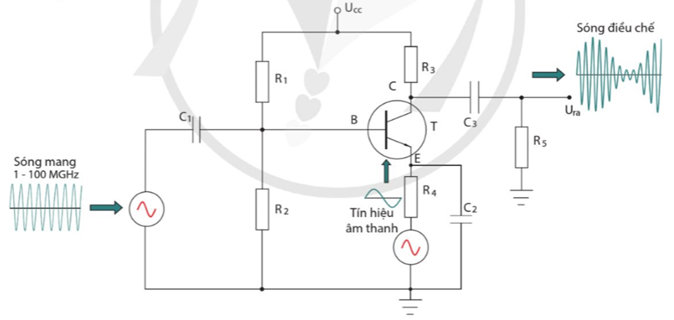 Ucc
Sóng điều chế
R1
R3
C
C1
B
T
C3
Ura
E
R5
Sóng mang
1 - 100 MGHz
R2
Tín hiệu
âm thanh
R4
C2